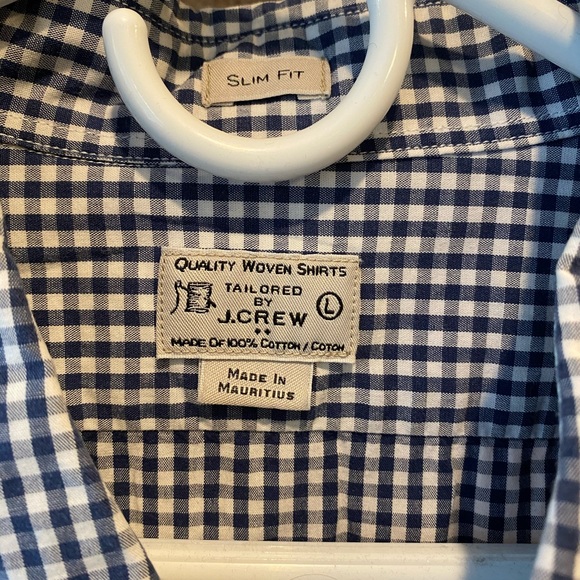 SLIM FIT
QUALITY WOVEN SHIRTS
TAILORED
BY
L
J.CREW
MADE OF 100% COTTON / COTON
MADE IN
MAURITIUS